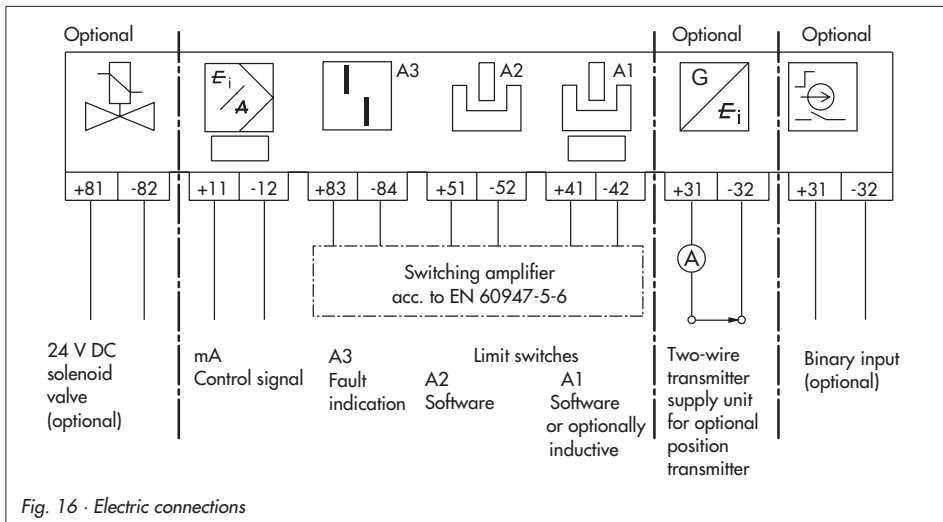 Optional
Optional
Optional
E i / A
A3
A2
A1
G
E i
+81 -82
+11 -12
+83 -84
+51 -52
+41 -42
+31 -32
+31 -32
A
Switching amplifier
acc. to EN 60947-5-6
24 V DC
solenoid
valve
(optional)
mA
Control signal
A3
Fault
indication
Limit switches
A2
Software
A1
Software
or optionally
inductive
Two-wire
transmitter
supply unit
for optional
position
transmitter
Binary input
(optional)
Fig. 16 · Electric connections